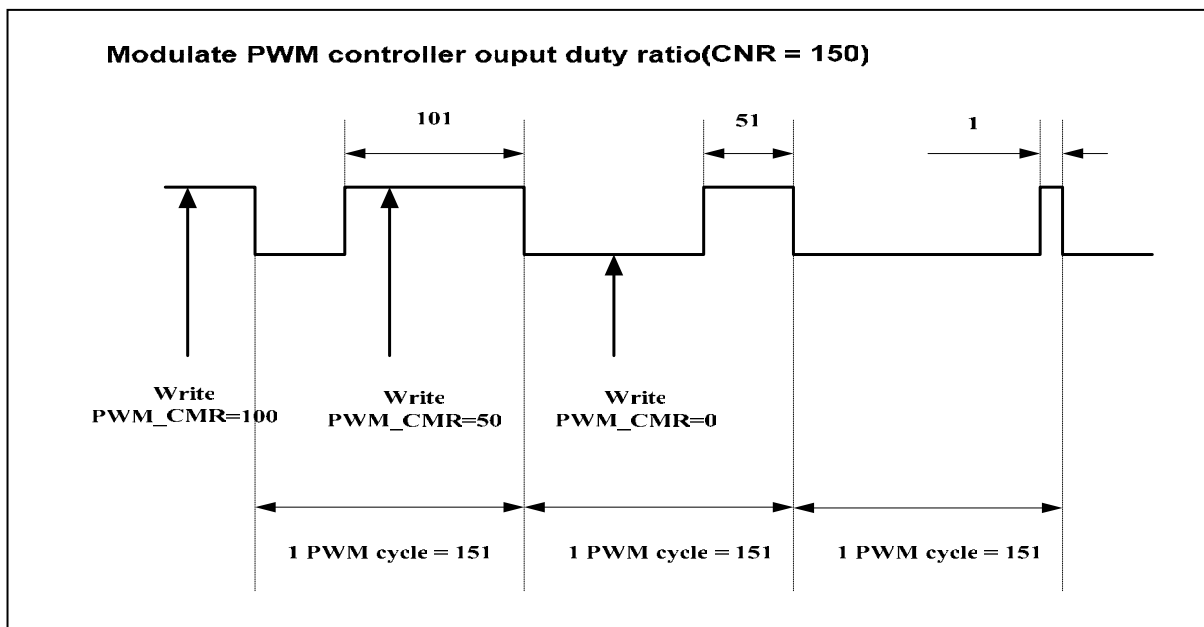 Modulate PWM controller ouput duty ratio(CNR = 150)
101
51
1
Write
PWM_CMR=100
Write
PWM_CMR=50
Write
PWM_CMR=0
1 PWM cycle = 151
1 PWM cycle = 151
1 PWM cycle = 151